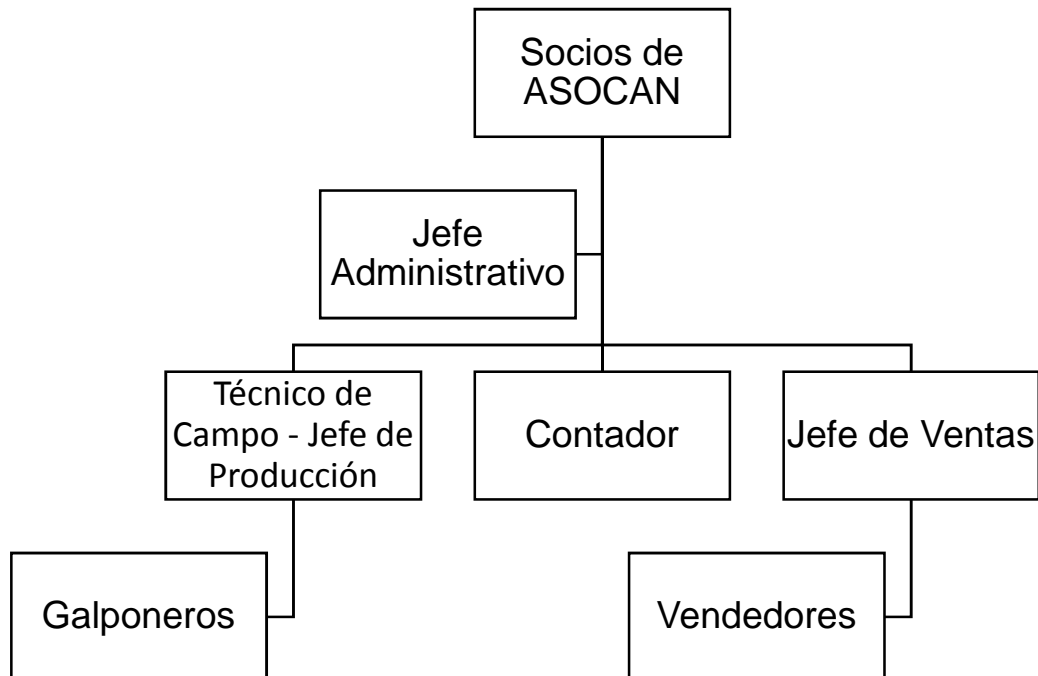 Socios de
ASOCAN
Jefe
Administrativo
Técnico de
Campo - Jefe de
Producción
Contador
Jefe de Ventas
Galponeros
Vendedores